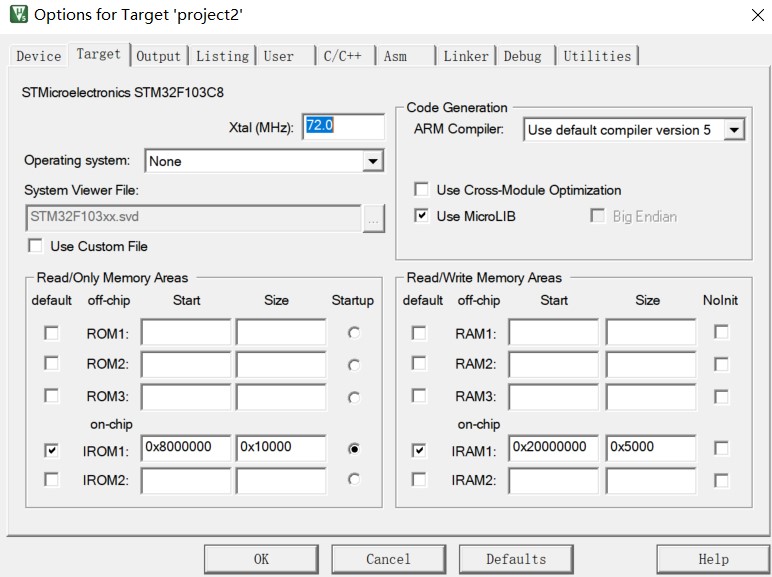 Options for Target 'project2'
Device Target Output Listing User C/C++ Asm Linker Debug Utilities
STMicroelectronics STM32F103C8
Xtal (MHz): 72.0
Operating system: None
System Viewer File:
STM32F103xx.svd ...
Use Custom File
Code Generation
ARM Compiler: Use default compiler version 5
Use Cross-Module Optimization
Use MicroLIB Big Endian
Read/Only Memory Areas
default off-chip Start Size Startup
ROM1:
ROM2:
ROM3:
on-chip
IROM1: 0x8000000 0x10000
IROM2:
Read/Write Memory Areas
default off-chip Start Size NoInit
RAM1:
RAM2:
RAM3:
on-chip
IRAM1: 0x20000000 0x5000
IRAM2:
OK Cancel Defaults Help